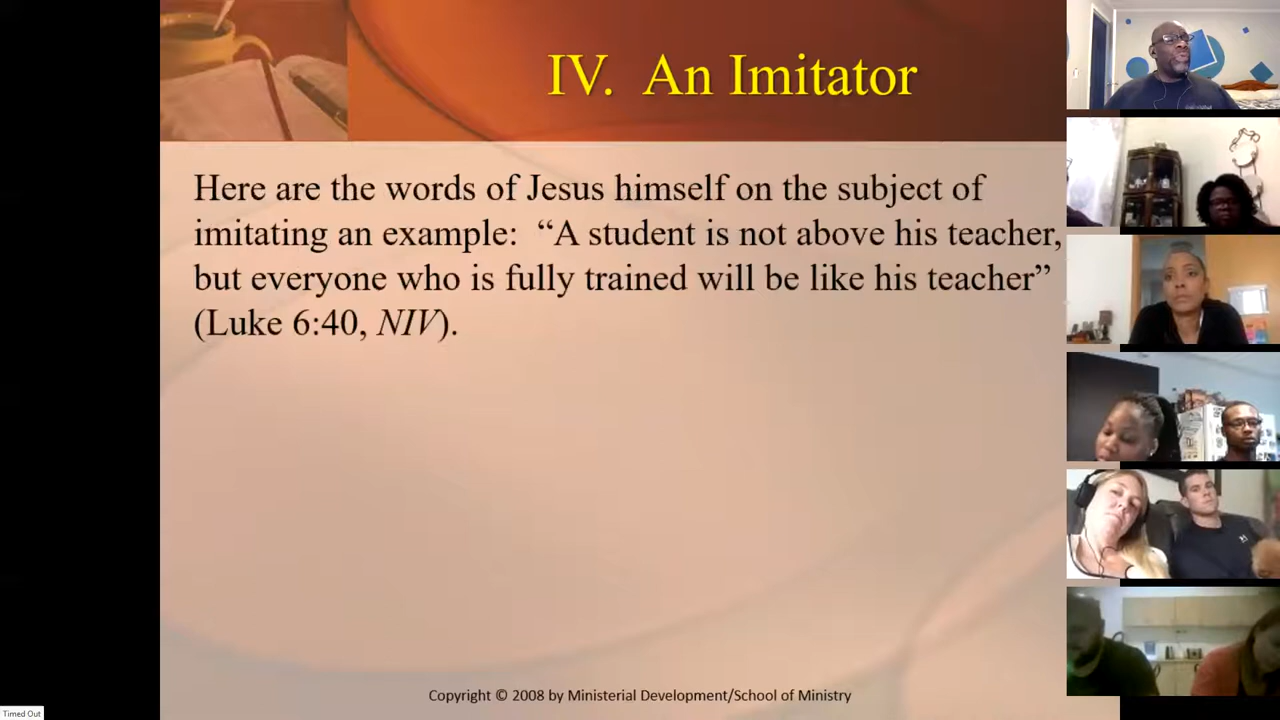 IV. An Imitator
Here are the words of Jesus himself on the subject of
imitating an example: “A student is not above his teacher,
but everyone who is fully trained will be like his teacher”
(Luke 6:40, NIV).
Copyright © 2008 by Ministerial Development/School of Ministry
Timed Out